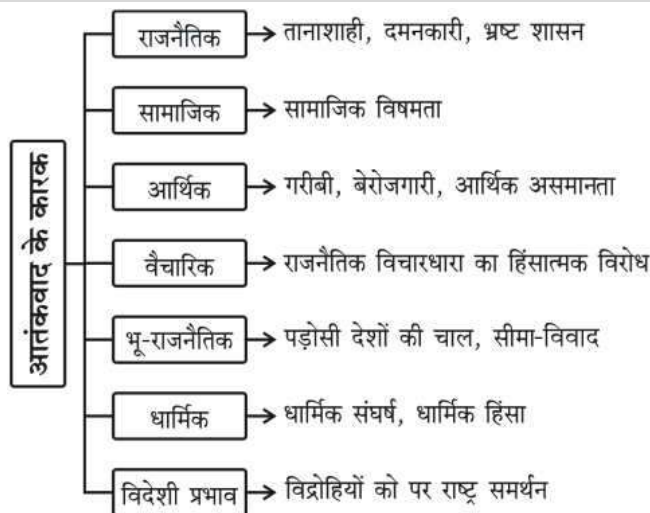 आतंकवाद के कारक
राजनैतिक → तानाशाही, दमनकारी, भ्रष्ट शासन
सामाजिक → सामाजिक विषमता
आर्थिक → गरीबी, बेरोजगारी, आर्थिक असमानता
वैचारिक → राजनैतिक विचारधारा का हिंसात्मक विरोध
भू-राजनैतिक → पड़ोसी देशों की चाल, सीमा-विवाद
धार्मिक → धार्मिक संघर्ष, धार्मिक हिंसा
विदेशी प्रभाव → विद्रोहियों को पर राष्ट्र समर्थन